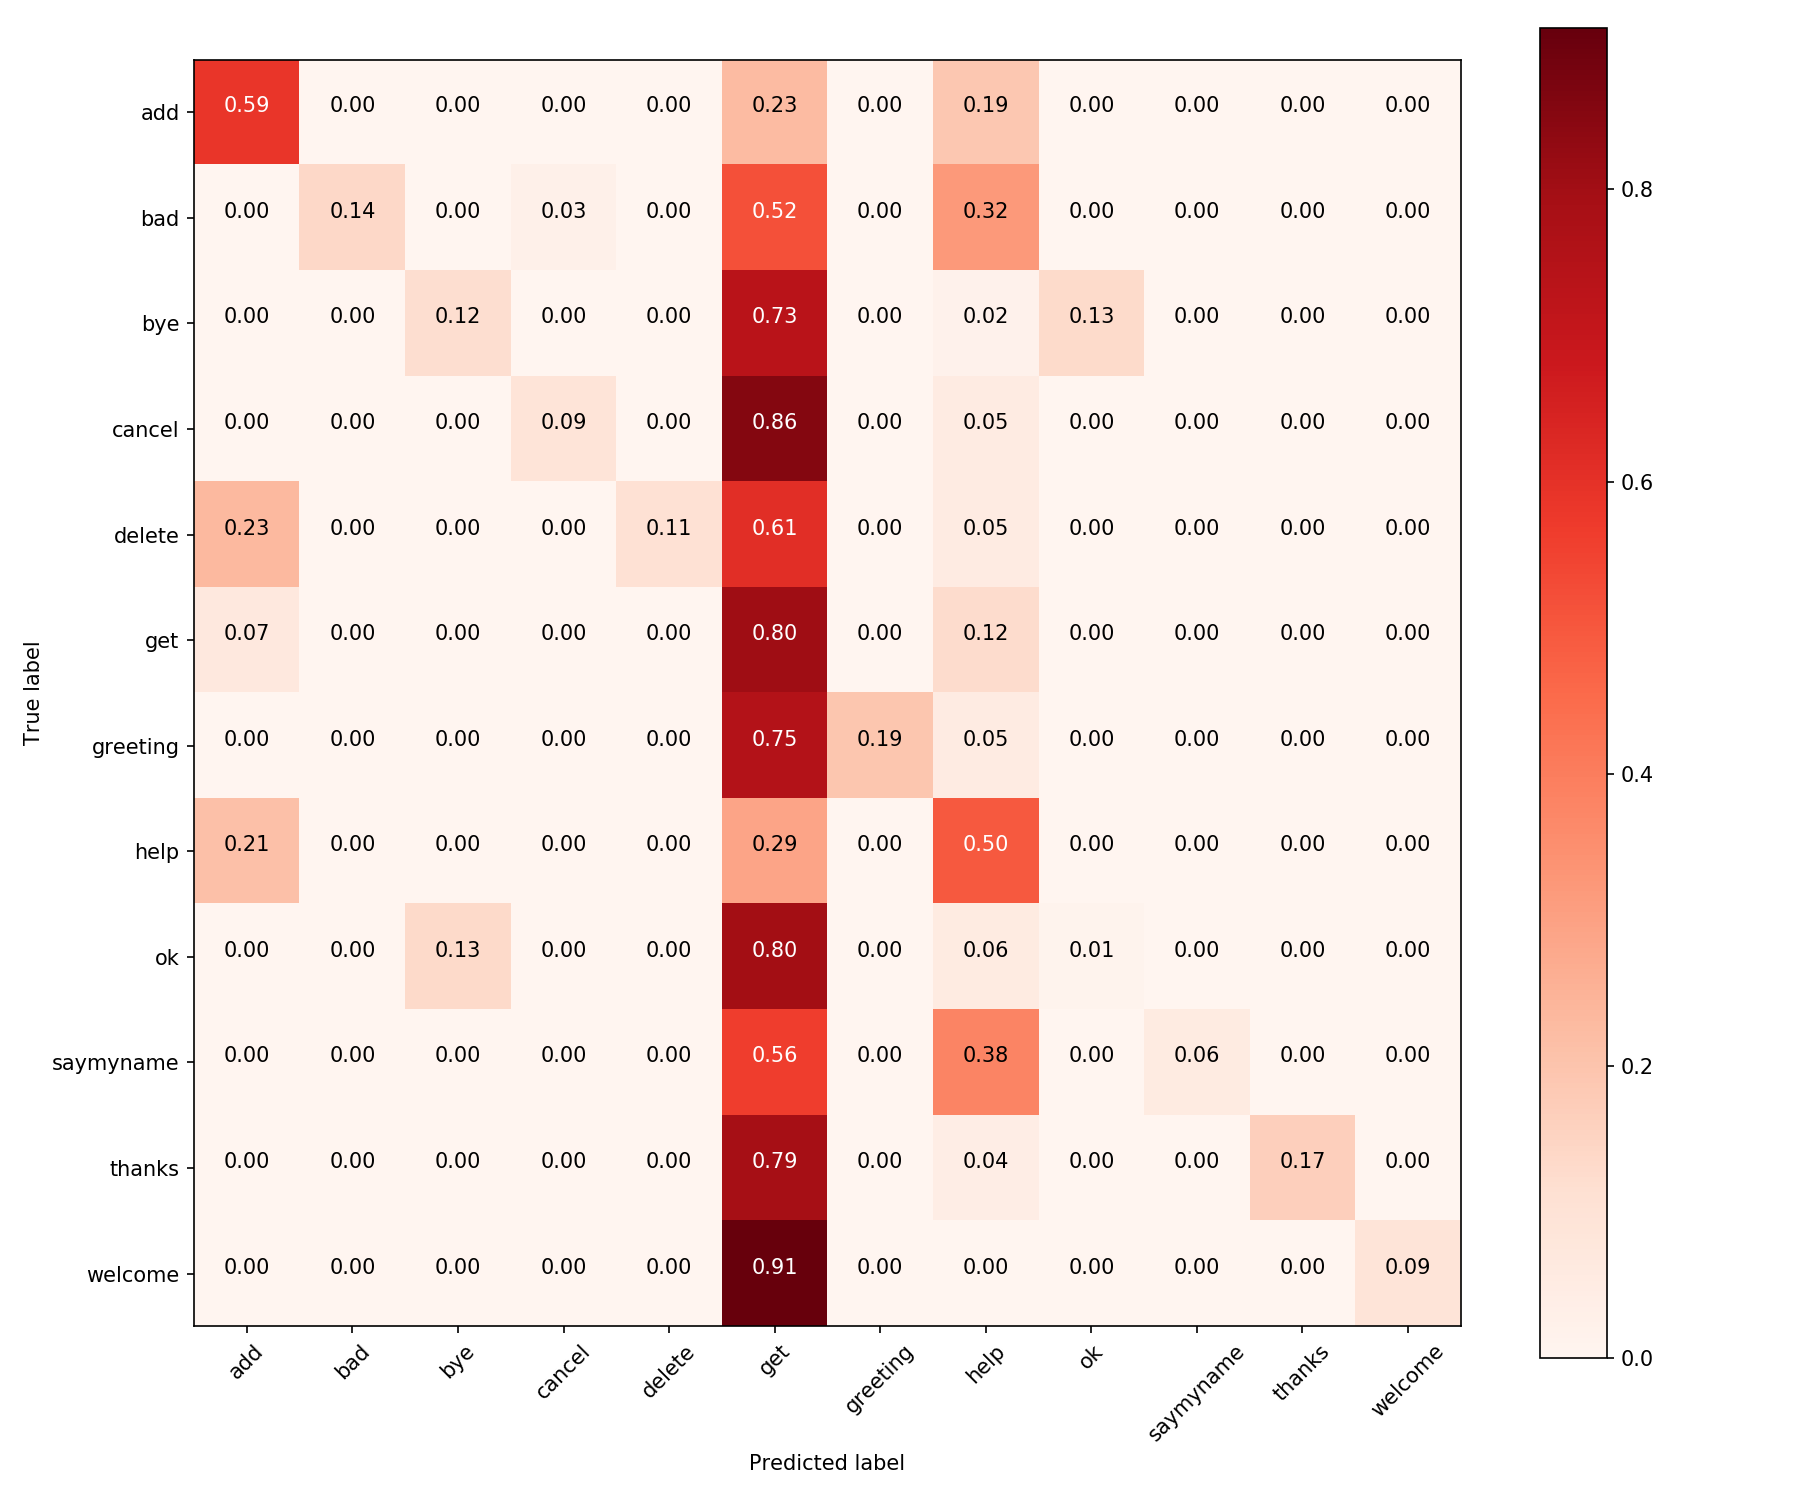 add 0.59 0.00 0.00 0.00 0.00 0.23 0.00 0.19 0.00 0.00 0.00 0.00
bad 0.00 0.14 0.00 0.03 0.00 0.52 0.00 0.32 0.00 0.00 0.00 0.00
bye 0.00 0.00 0.12 0.00 0.00 0.73 0.00 0.02 0.13 0.00 0.00 0.00
cancel 0.00 0.00 0.00 0.09 0.00 0.86 0.00 0.05 0.00 0.00 0.00 0.00
delete 0.23 0.00 0.00 0.00 0.11 0.61 0.00 0.05 0.00 0.00 0.00 0.00
get 0.07 0.00 0.00 0.00 0.00 0.80 0.00 0.12 0.00 0.00 0.00 0.00
greeting 0.00 0.00 0.00 0.00 0.00 0.75 0.19 0.05 0.00 0.00 0.00 0.00
help 0.21 0.00 0.00 0.00 0.00 0.29 0.00 0.50 0.00 0.00 0.00 0.00
ok 0.00 0.00 0.13 0.00 0.00 0.80 0.00 0.06 0.01 0.00 0.00 0.00
saymyname 0.00 0.00 0.00 0.00 0.00 0.56 0.00 0.38 0.00 0.06 0.00 0.00
thanks 0.00 0.00 0.00 0.00 0.00 0.79 0.00 0.04 0.00 0.00 0.17 0.00
welcome 0.00 0.00 0.00 0.00 0.00 0.91 0.00 0.00 0.00 0.00 0.00 0.09
add bad bye cancel delete get greeting help ok saymyname thanks welcome
Predicted label
True label
0.8
0.6
0.4
0.2
0.0